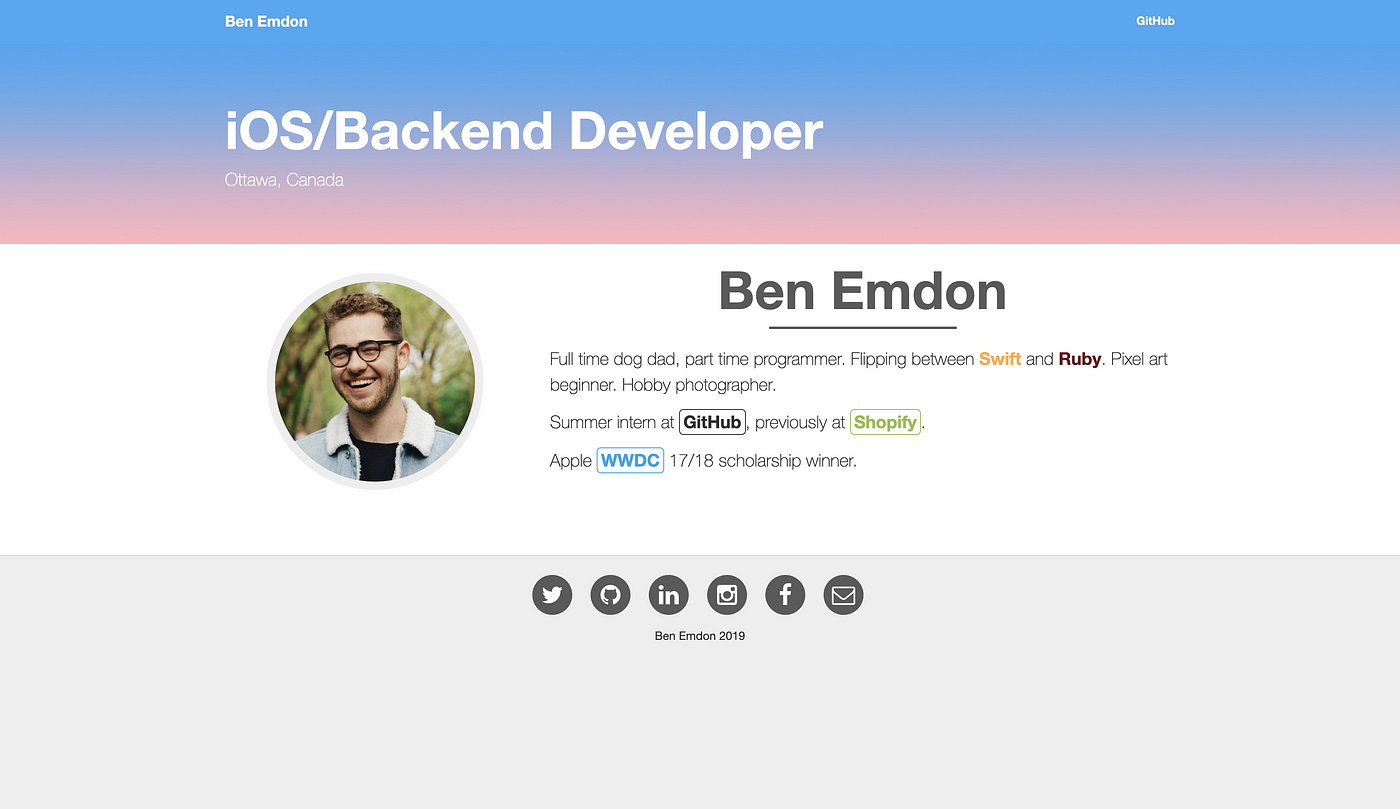 Ben Emdon
GitHub
iOS/Backend Developer
Ottawa, Canada
Ben Emdon
Full time dog dad, part time programmer. Flipping between Swift and Ruby. Pixel art
beginner. Hobby photographer.
Summer intern at GitHub, previously at Shopify.
Apple WWDC 17/18 scholarship winner.
Ben Emdon 2019